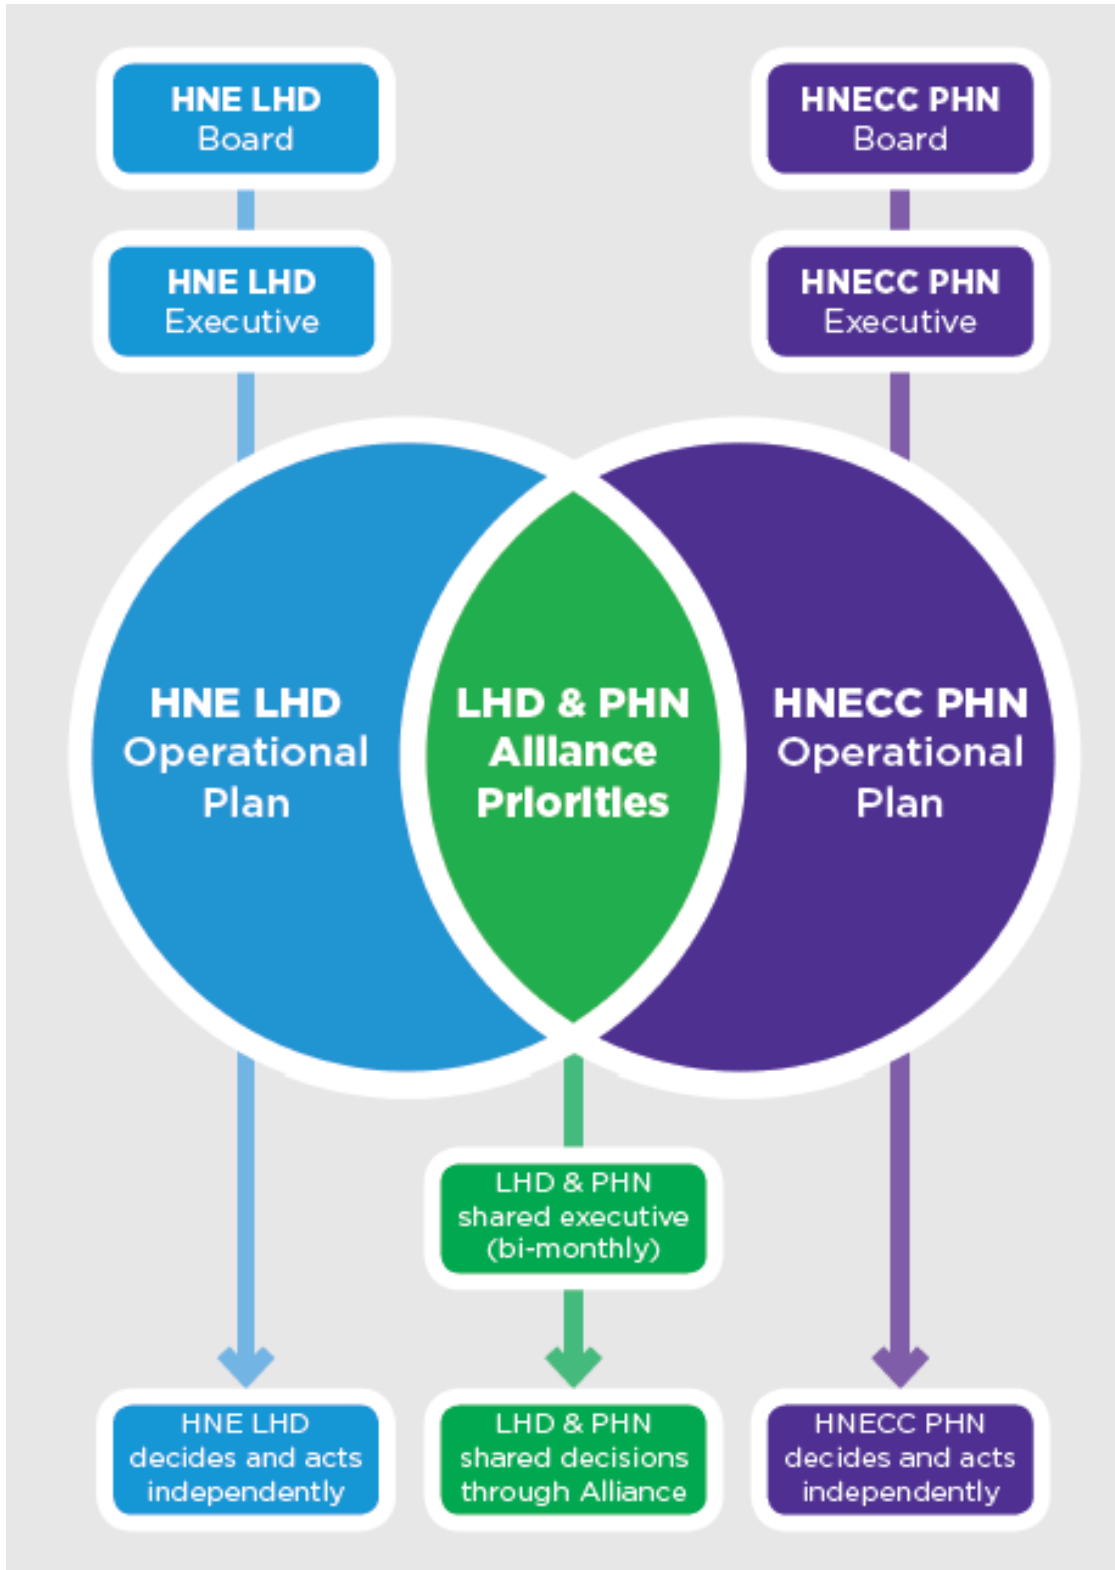 HNE LHD
Board
HNECC PHN
Board
HNE LHD
Executive
HNECC PHN
Executive
HNE LHD
Operational
Plan
LHD & PHN
Alliance
Priorities
HNECC PHN
Operational
Plan
LHD & PHN
shared executive
(bi-monthly)
HNE LHD
decides and acts
independently
LHD & PHN
shared decisions
through Alliance
HNECC PHN
decides and acts
independently